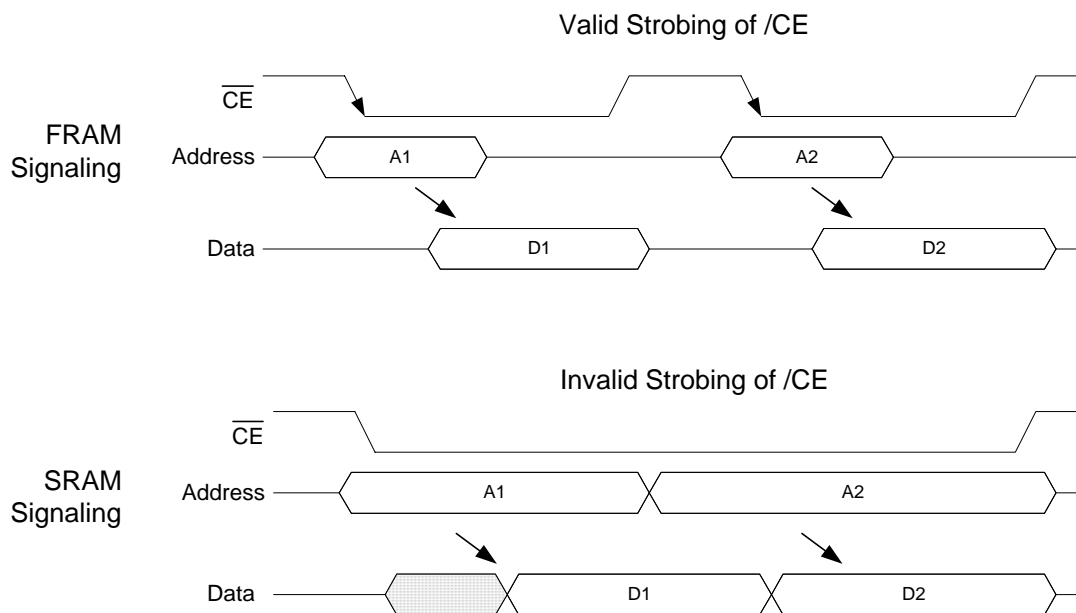 Valid Strobing of /CE
CE
FRAM
Signaling
Address
A1
A2
Data
D1
D2
Invalid Strobing of /CE
CE
SRAM
Signaling
Address
A1
A2
Data
D1
D2